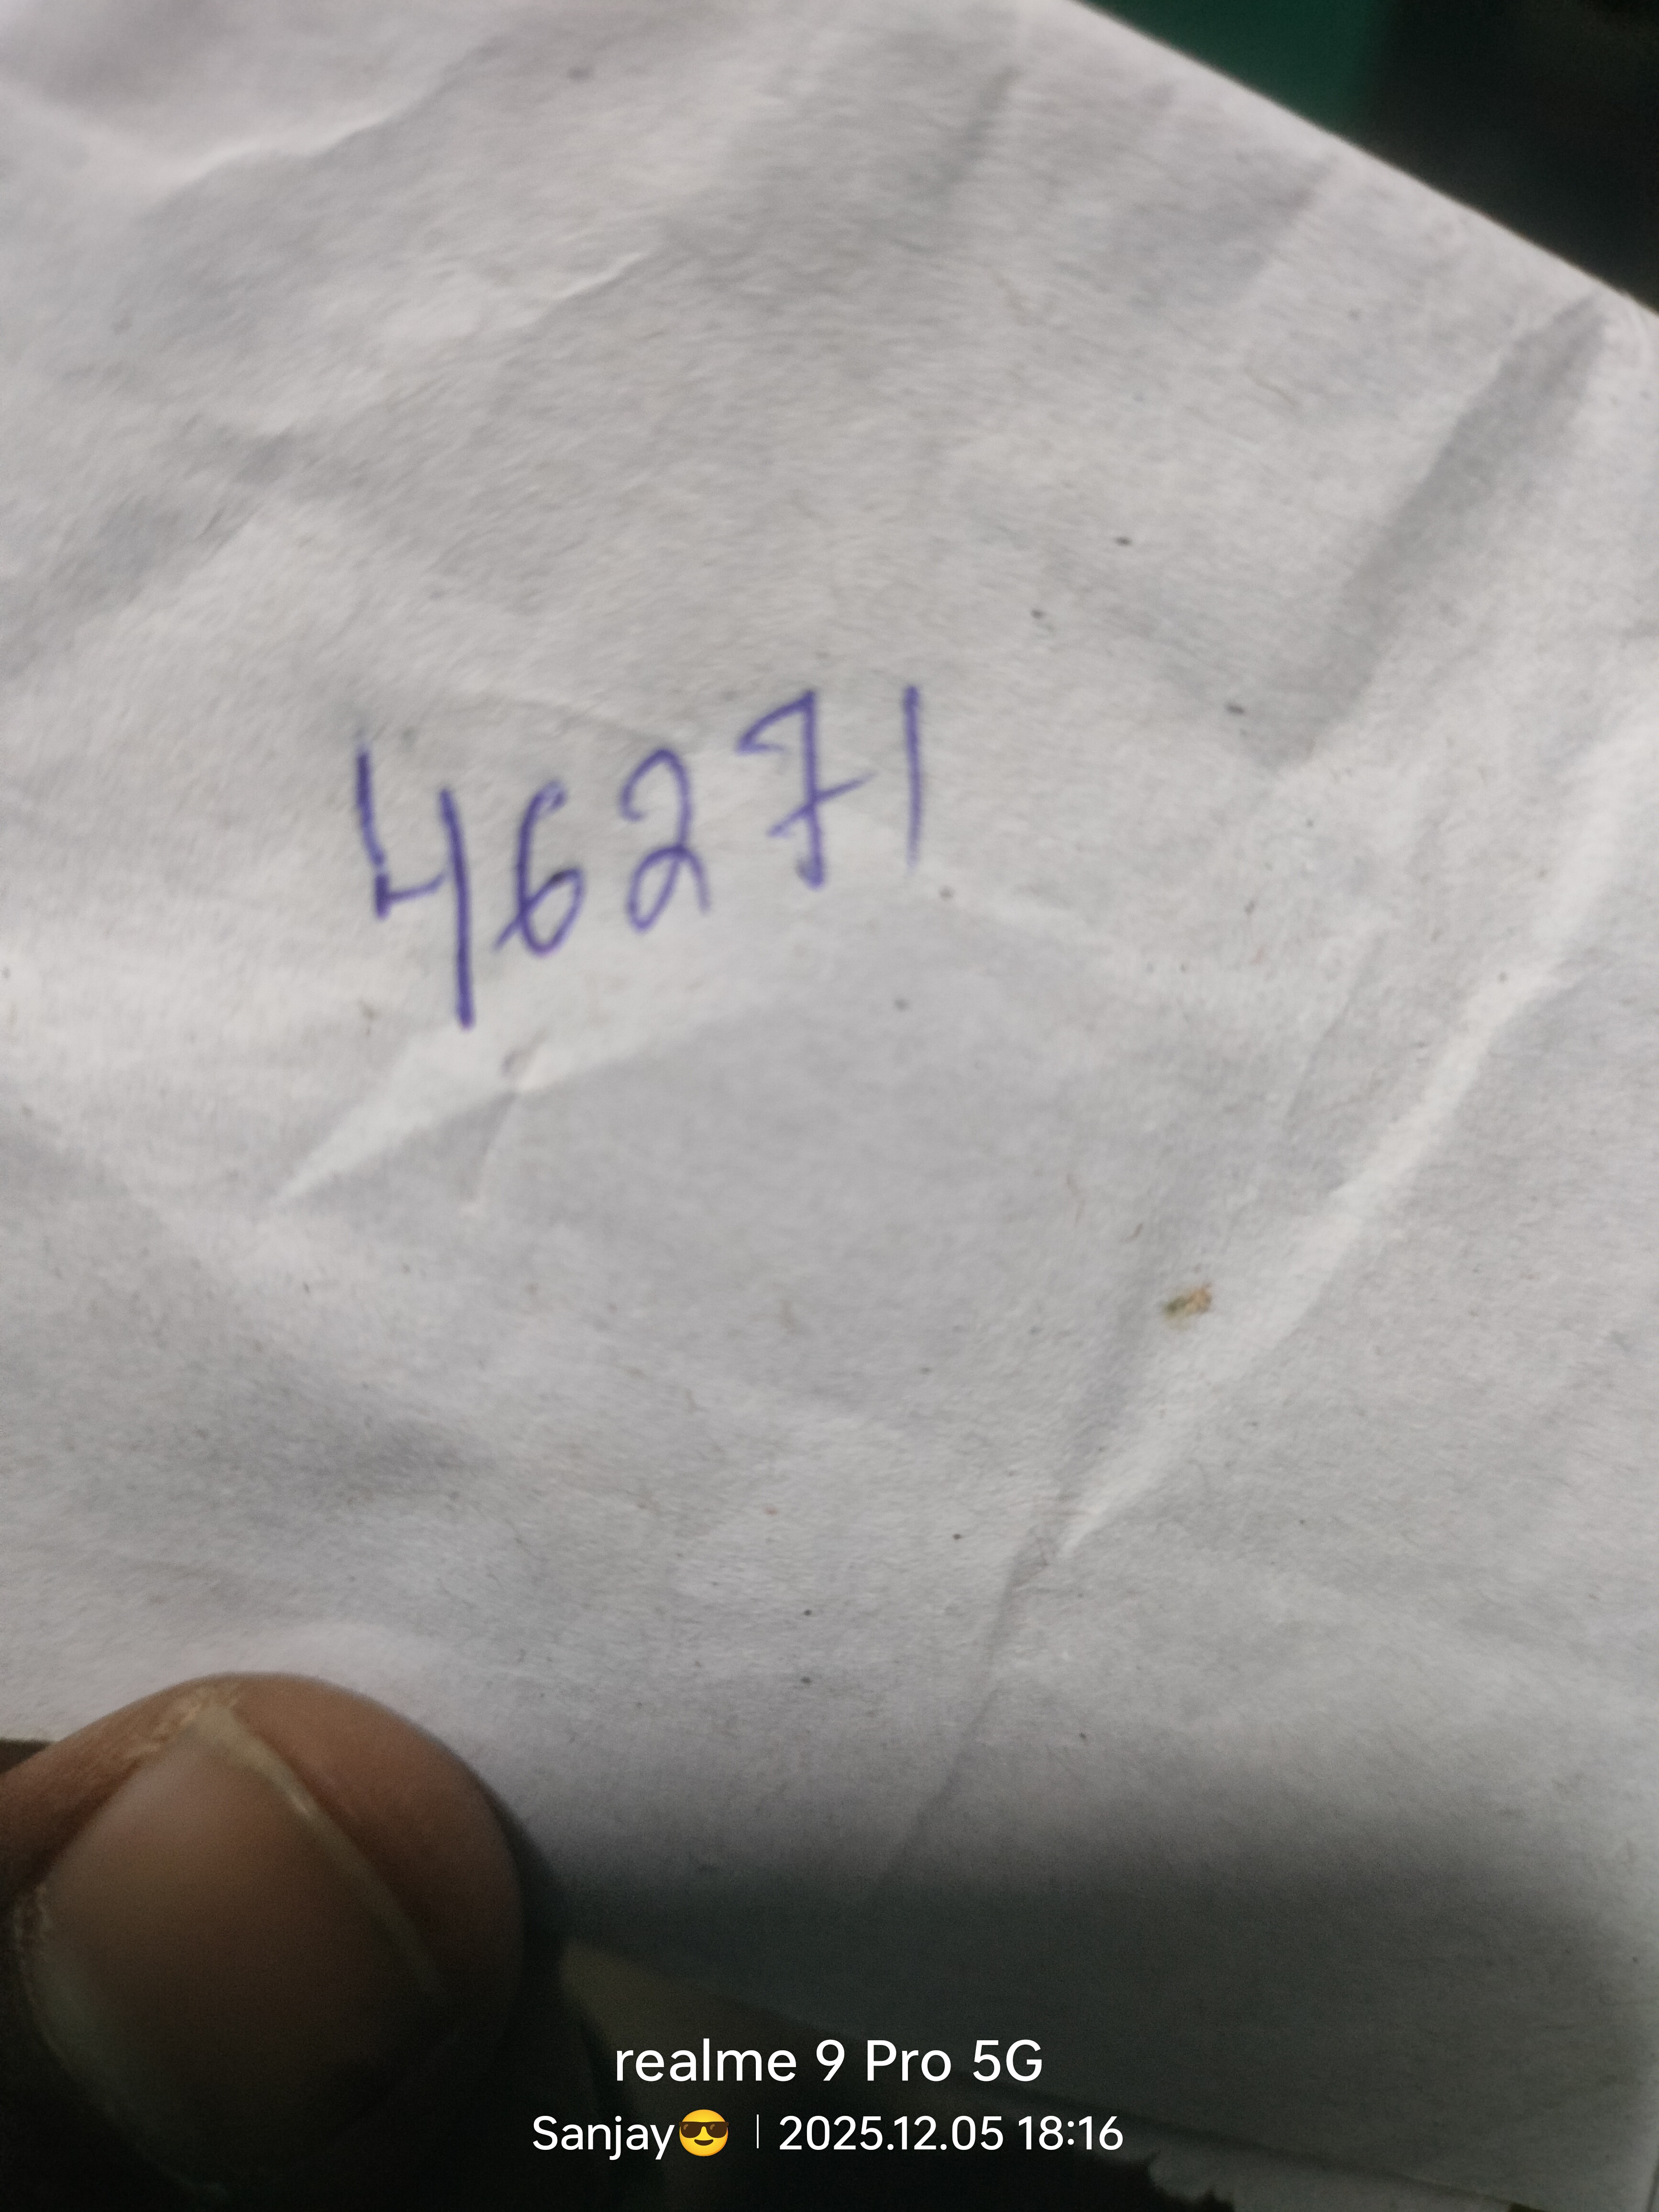 46271
realme 9 Pro 5G
Sanjay😎 | 2025.12.05 18:16